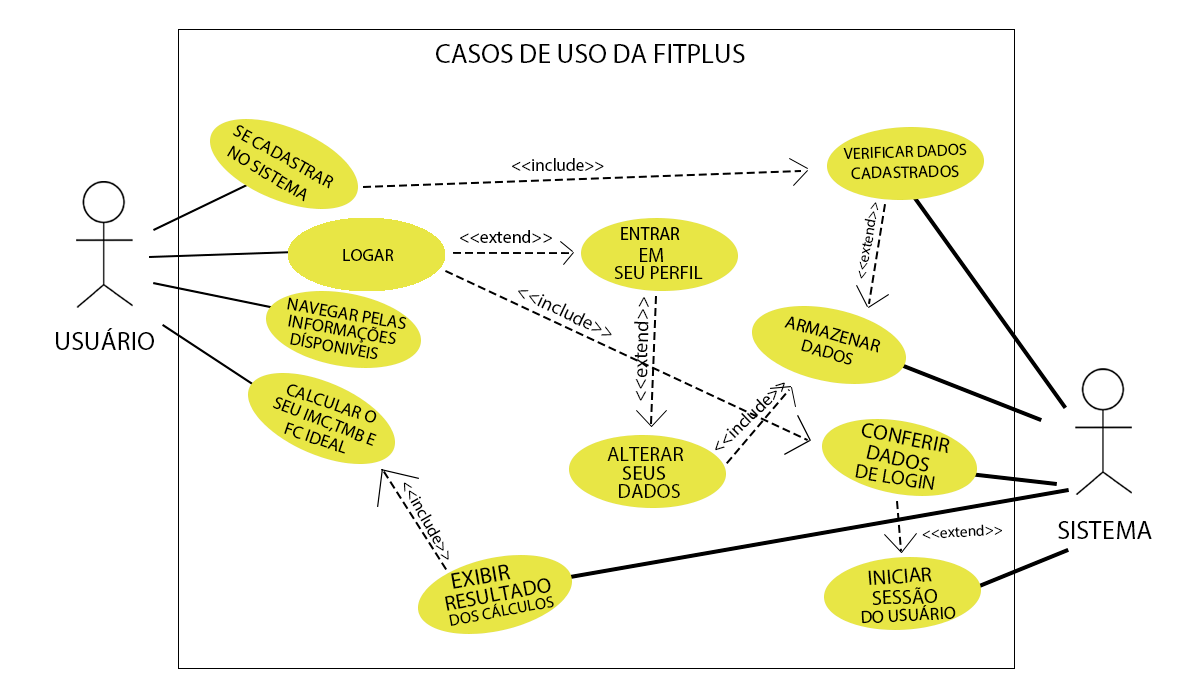 CASOS DE USO DA FITPLUS
SE CADASTRAR
NO SISTEMA
<<include>>
VERIFICAR DADOS
CADASTRADOS
<<extend>>
LOGAR
<<extend>>
ENTRAR
EM
SEU PERFIL
<<include>>
<<extend>>
NAVEGAR PELAS
INFORMAÇÕES
DÍSPONIVEIS
USUÁRIO
ARMAZENAR
DADOS
CALCULAR O
SEU IMC,TMB E
FC IDEAL
<<include>>
ALTERAR
SEUS
DADOS
CONFERIR
DADOS
DE LOGIN
<<include>>
<<extend>>
SISTEMA
EXIBIR
RESULTADO
DOS CÁLCULOS
INICIAR
SESSÃO
DO USUÁRIO